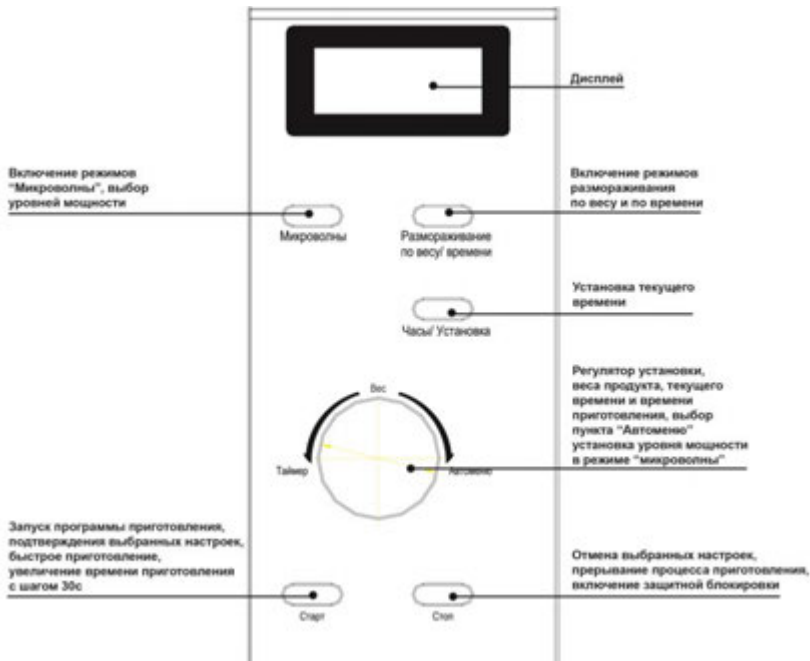 Дисплей
Включение режимов
“Микроволны”, выбор
уровней мощности
Включение режимов
размораживания
по весу и по времени
Микроволны
Размораживание
по весу/ времени
Установка текущего
времени
Часы/ Установка
Регулятор установки,
веса продукта, текущего
времени и времени
приготовления, выбор
пункта “Автоменю”
установка уровня мощности
в режиме “микроволны”
Вес
Таймер
Автоменю
Запуск программы приготовления,
подтверждения выбранных настроек,
быстрое приготовление,
увеличение времени приготовления
с шагом 30с
Отмена выбранных настроек,
прерывание процесса приготовления,
включение защитной блокировки
Старт
Стоп